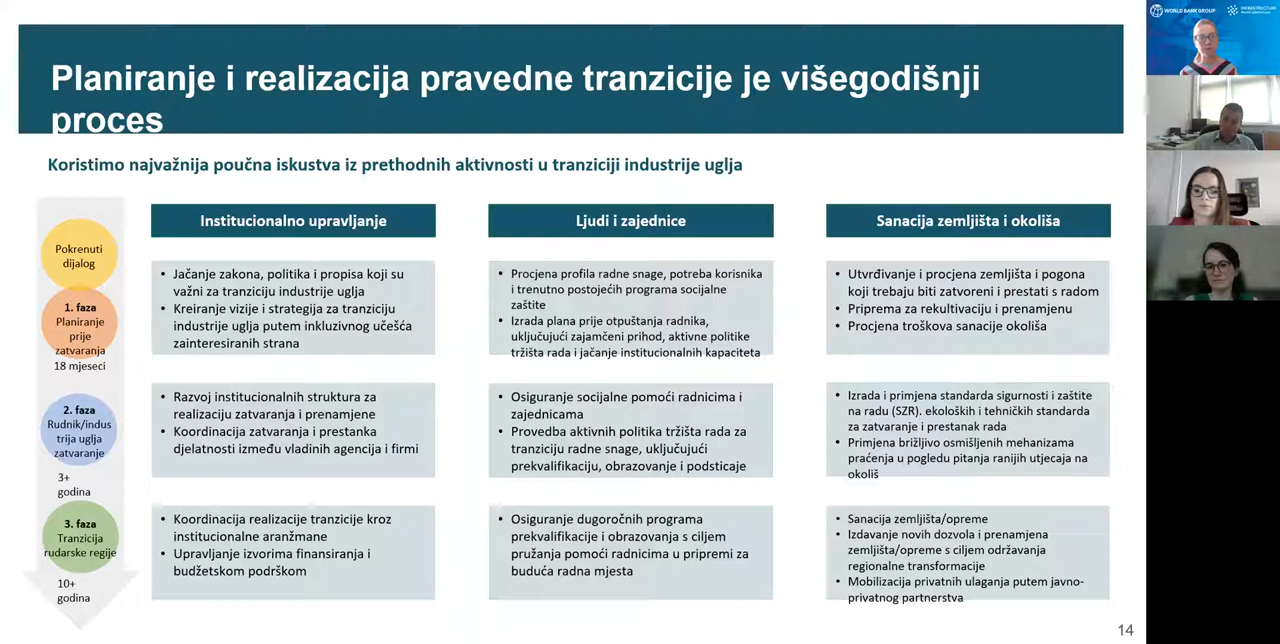 Planiranje i realizacija pravedne tranzicije je višegodišnji
proces
Koristimo najvažnija poučna iskustva iz prethodnih aktivnosti u tranziciji industrije uglja
Pokrenuti
dijalog
1. faza
Planiranje
prije
zatvaranja
18 mjeseci
2. faza
Rudnik/indus
trija uglja
zatvaranje
3+
godina
3. faza
Tranzicija
rudarske regije
10+
godina
Institucionalno upravljanje
• Jačanje zakona, politika i propisa koji su
važni za tranziciju industrije uglja
• Kreiranje vizije i strategija za tranziciju
industrije uglja putem inkluzivnog učešća
zainteresiranih strana
• Razvoj institucionalnih struktura za
realizaciju zatvaranja i prenamjene
• Koordinacija zatvaranja i prestanka
djelatnosti između vladinih agencija i firmi
• Koordinacija realizacije tranzicije kroz
institucionalne aranžmane
• Upravljanje izvorima finansiranja i
budžetskom podrškom
Ljudi i zajednice
• Procjena profila radne snage, potreba korisnika
i trenutno postojećih programa socijalne
zaštite
• Izrada plana prije otpuštanja radnika,
uključujući zajamčeni prihod, aktivne politike
tržišta rada i jačanje institucionalnih kapaciteta
• Osiguranje socijalne pomoći radnicima i
zajednicama
• Provedba aktivnih politika tržišta rada za
tranziciju radne snage, uključujući
prekvalifikaciju, obrazovanje i podsticaje
• Osiguranje dugoročnih programa
prekvalifikacije i obrazovanja s ciljem
pružanja pomoći radnicima u pripremi za
buduća radna mjesta
Sanacija zemljišta i okoliša
• Utvrđivanje i procjena zemljišta i pogona
koji trebaju biti zatvoreni i prestati s radom
• Priprema za rekultivaciju i prenamjenu
• Procjena troškova sanacije okoliša
• Izrada i primjena standarda sigurnosti i zaštite
na radu (SZR). ekoloških i tehničkih standarda
za zatvaranje i prestanak rada
• Primjena brižljivo osmišljenih mehanizama
praćenja u pogledu pitanja ranijih utjecaja na
okoliš
• Sanacija zemljišta/opreme
• Izdavanje novih dozvola i prenamjena
zemljišta/opreme s ciljem održavanja
regionalne transformacije
• Mobilizacija privatnih ulaganja putem javno-
privatnog partnerstva
14
WORLD BANK GROUP